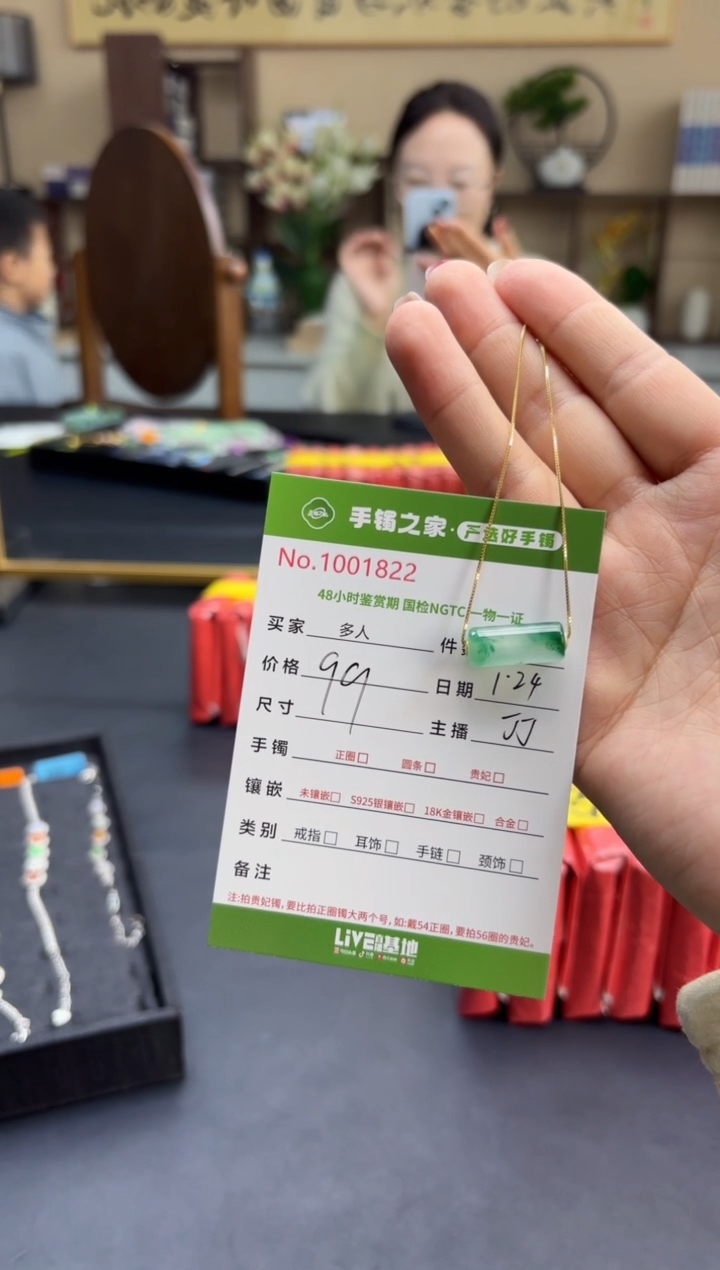 手镯之家·严选好手镯
No.1001822
48小时鉴赏期 国检NGTC 一物一证
买家 多人 件
价格 99 日期 1·24
尺寸 主播 JJ
手镯 正圈□ 圆条□ 贵妃□
镶嵌 未镶嵌□ S925银镶嵌□ 18K金镶嵌□ 合金□
类别 戒指□ 耳饰□ 手链□ 颈饰□
备注
注:拍贵妃镯,要比拍正圈镯大两个号,如:戴54正圈,要拍56圈的贵妃。
LIVE 基地